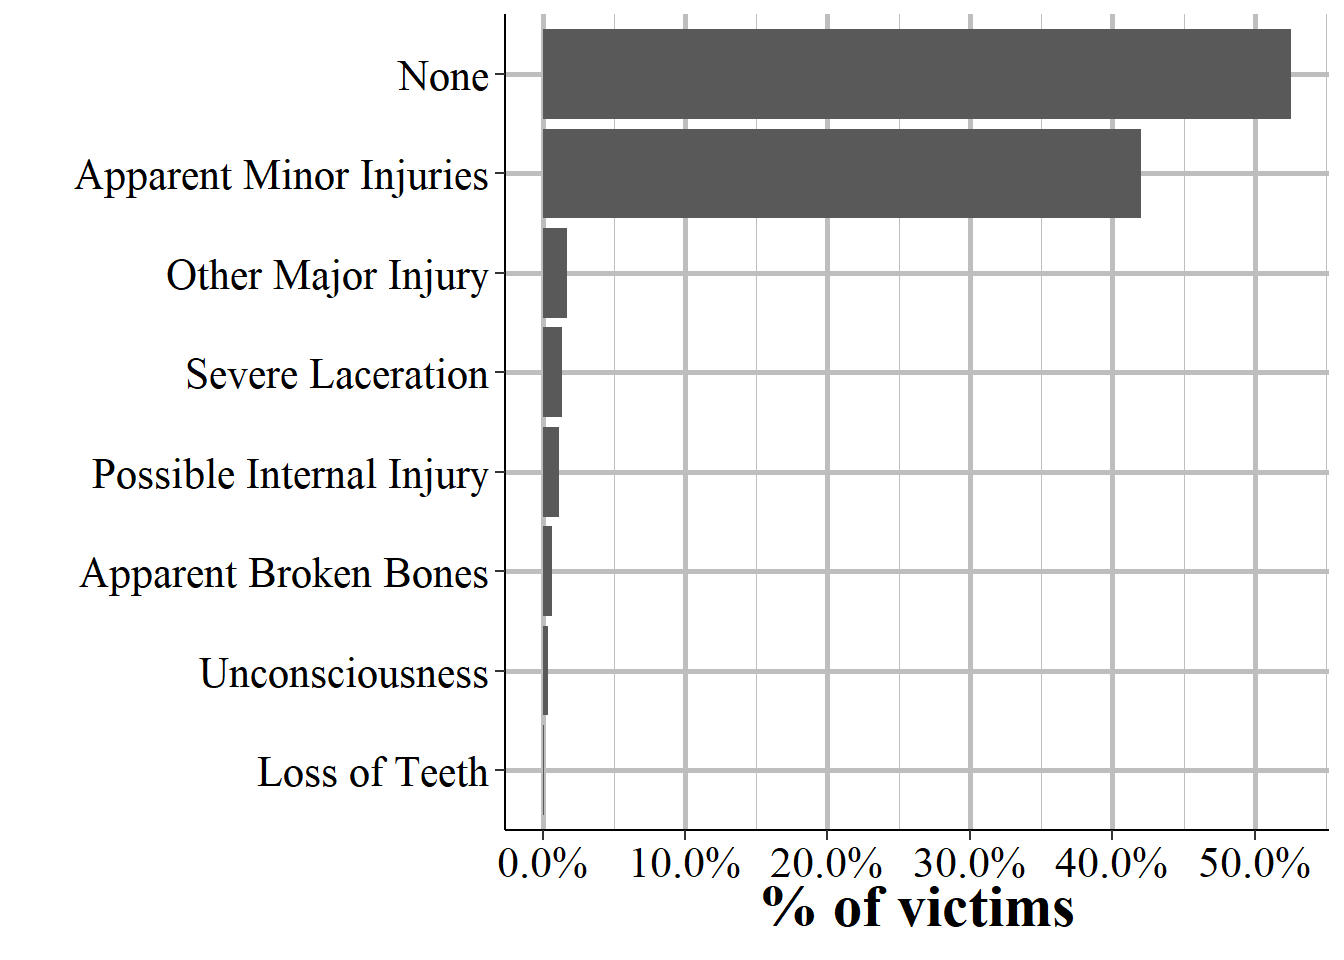 None
Apparent Minor Injuries
Other Major Injury
Severe Laceration
Possible Internal Injury
Apparent Broken Bones
Unconsciousness
Loss of Teeth
0.0% 10.0% 20.0% 30.0% 40.0% 50.0%
% of victims